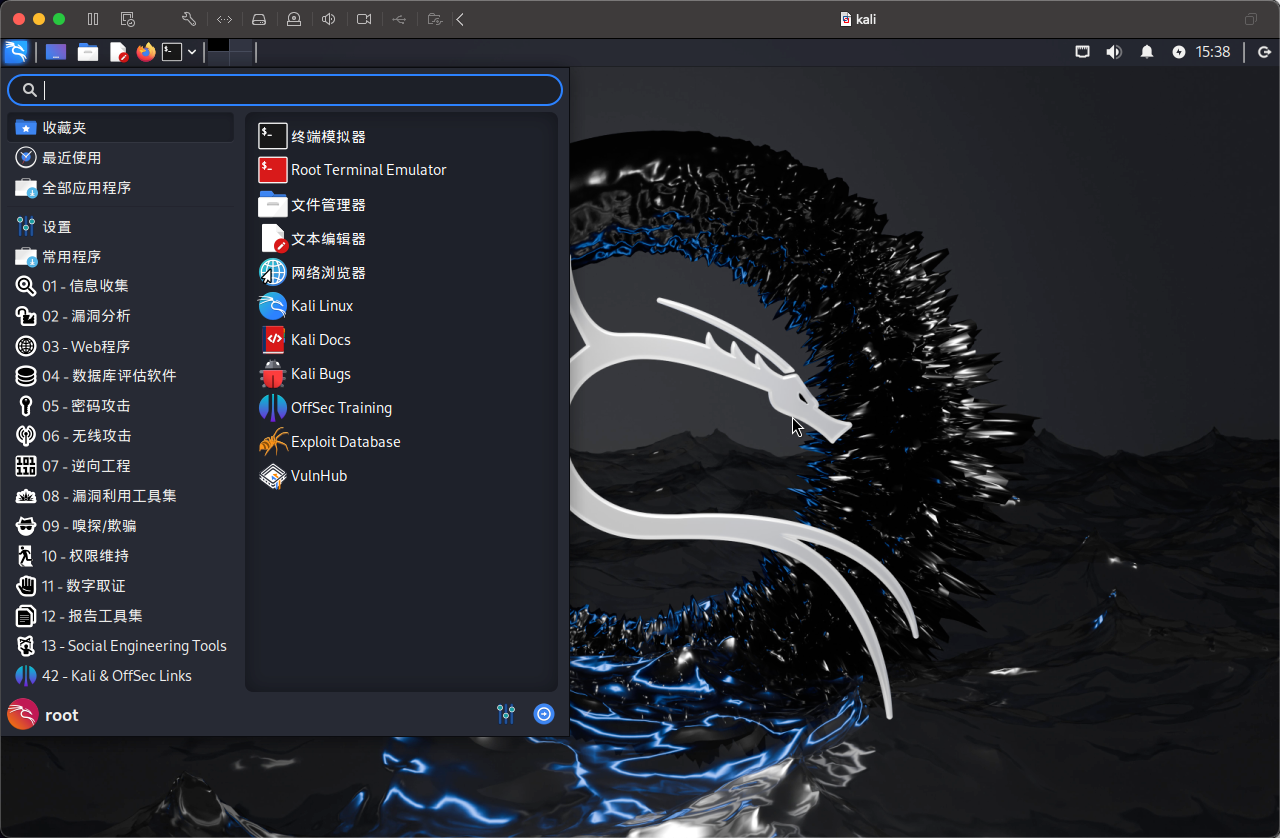 kali
15:38
收藏夹
最近使用
全部应用程序
设置
常用程序
01 - 信息收集
02 - 漏洞分析
03 - Web程序
04 - 数据库评估软件
05 - 密码攻击
06 - 无线攻击
07 - 逆向工程
08 - 漏洞利用工具集
09 - 嗅探/欺骗
10 - 权限维持
11 - 数字取证
12 - 报告工具集
13 - Social Engineering Tools
42 - Kali & OffSec Links
终端模拟器
Root Terminal Emulator
文件管理器
文本编辑器
网络浏览器
Kali Linux
Kali Docs
Kali Bugs
OffSec Training
Exploit Database
VulnHub
root